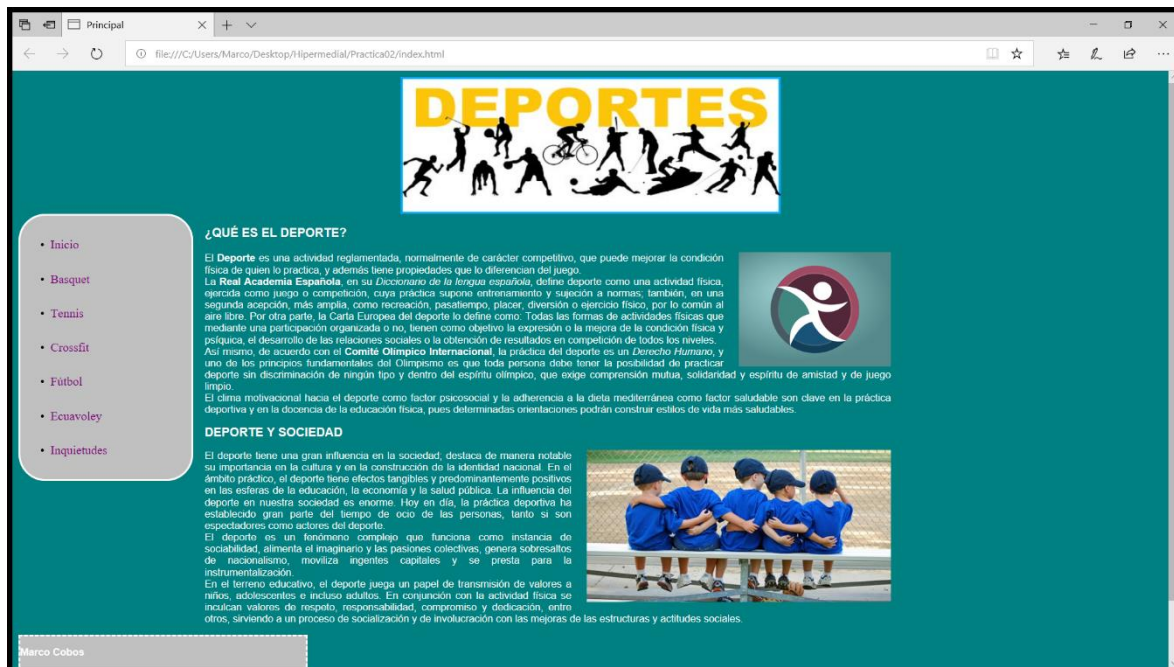 Principal
file:///C:/Users/Marco/Desktop/Hipermedial/Practica02/index.html
DEPORTES
• Inicio
• Basquet
• Tennis
• Crossfit
• Fútbol
• Ecuavoley
• Inquietudes
¿QUÉ ES EL DEPORTE?
El Deporte es una actividad reglamentada, normalmente de carácter competitivo, que puede mejorar la condición
física de quien lo practica, y además tiene propiedades que lo diferencian del juego.
La Real Academia Española, en su Diccionario de la lengua española, define deporte como una actividad física,
ejercida como juego o competición, cuya práctica supone entrenamiento y sujeción a normas; también, en una
segunda acepción, más amplia, como recreación, pasatiempo, placer, diversión o ejercicio físico, por lo común al
aire libre. Por otra parte, la Carta Europea del deporte lo define como: Todas las formas de actividades físicas que
mediante una participación organizada o no, tienen como objetivo la expresión o la mejora de la condición física y
psíquica, el desarrollo de las relaciones sociales o la obtención de resultados en competición de todos los niveles.
Así mismo, de acuerdo con el Comité Olímpico Internacional, la práctica del deporte es un Derecho Humano, y
uno de los principios fundamentales del Olimpismo es que toda persona debe tener la posibilidad de practicar
deporte sin discriminación de ningún tipo y dentro del espíritu olímpico, que exige comprensión mutua, solidaridad y espíritu de amistad y de juego
limpio.
El clima motivacional hacia el deporte como factor psicosocial y la adherencia a la dieta mediterránea como factor saludable son clave en la práctica
deportiva y en la docencia de la educación física, pues determinadas orientaciones podrán construir estilos de vida más saludables.
DEPORTE Y SOCIEDAD
El deporte tiene una gran influencia en la sociedad; destaca de manera notable
su importancia en la cultura y en la construcción de la identidad nacional. En el
ámbito práctico, el deporte tiene efectos tangibles y predominantemente positivos
en las esferas de la educación, la economía y la salud pública. La influencia del
deporte en nuestra sociedad es enorme. Hoy en día, la práctica deportiva ha
establecido gran parte del tiempo de ocio de las personas, tanto si son
espectadores como actores del deporte.
El deporte es un fenómeno complejo que funciona como instancia de
sociabilidad, alimenta el imaginario y las pasiones colectivas, genera sobresaltos
de nacionalismo, moviliza ingentes capitales y se presta para la
instrumentalización.
En el terreno educativo, el deporte juega un papel de transmisión de valores a
niños, adolescentes e incluso adultos. En conjunción con la actividad física se
inculcan valores de respeto, responsabilidad, compromiso y dedicación, entre
otros, sirviendo a un proceso de socialización y de involucración con las mejoras de las estructuras y actitudes sociales.
Marco Cobos